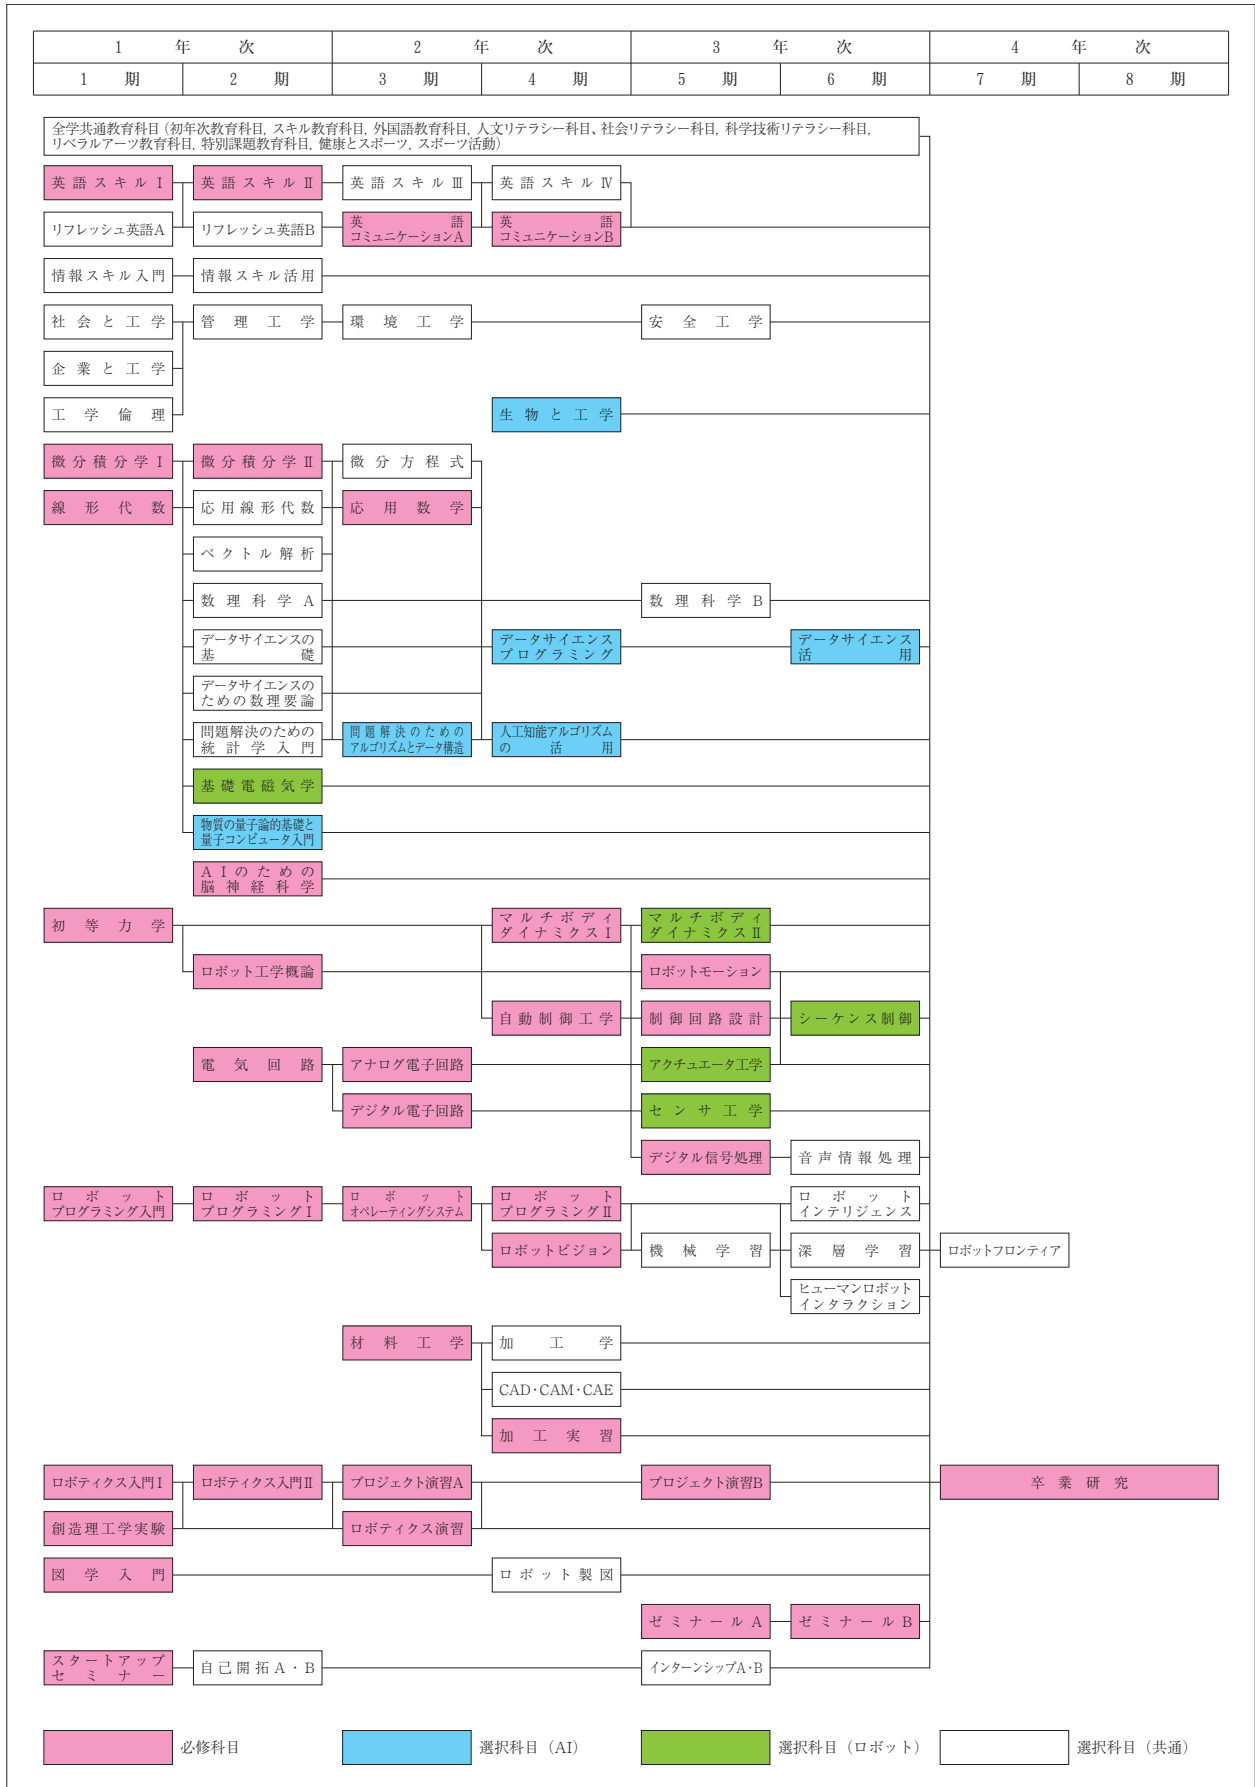 1 年 次 2 年 次 3 年 次 4 年 次
1 期 2 期 3 期 4 期 5 期 6 期 7 期 8 期
全学共通教育科目（初年次教育科目，スキル教育科目，外国語教育科目，人文リテラシー科目、社会リテラシー科目，科学技術リテラシー科目，
リベラルアーツ教育科目，特別課題教育科目，健康とスポーツ，スポーツ活動）
英語スキルⅠ 英語スキルⅡ 英語スキルⅢ 英語スキルⅣ
リフレッシュ英語A リフレッシュ英語B
英語
コミュニケーションA
英語
コミュニケーションB
情報スキル入門 情報スキル活用
社会と工学 管理工学 環境工学 安全工学
企業と工学
工学倫理 生物と工学
微分積分学Ⅰ 微分積分学Ⅱ 微分方程式
線形代数 応用線形代数 応用数学
ベクトル解析
数理科学A 数理科学B
データサイエンスの
基礎
データサイエンス
プログラミング
データサイエンス
活用
データサイエンスの
ための数理要論
問題解決のための
統計学入門
問題解決のための
アルゴリズムとデータ構造
人工知能アルゴリズム
の活用
基礎電磁気学
物質の量子論的基礎と
量子コンピュータ入門
AIのための
脳神経科学
初等力学
マルチボディ
ダイナミクスⅠ
マルチボディ
ダイナミクスⅡ
ロボット工学概論 ロボットモーション
自動制御工学 制御回路設計 シーケンス制御
電気回路 アナログ電子回路 アクチュエータ工学
デジタル電子回路 センサ工学
デジタル信号処理 音声情報処理
ロボット
プログラミング入門
ロボット
プログラミングⅠ
ロボット
オペレーティングシステム
ロボット
プログラミングⅡ
ロボット
インテリジェンス
ロボットビジョン 機械学習 深層学習 ロボットフロンティア
ヒューマンロボット
インタラクション
材料工学 加工学
CAD・CAM・CAE
加工実習
ロボティクス入門Ⅰ ロボティクス入門Ⅱ プロジェクト演習A プロジェクト演習B 卒業研究
創造理工学実験 ロボティクス演習
図学入門 ロボット製図
ゼミナールA ゼミナールB
スタートアップ
セミナー
自己開拓A・B インターンシップA・B
必修科目 選択科目（AI） 選択科目（ロボット） 選択科目（共通）